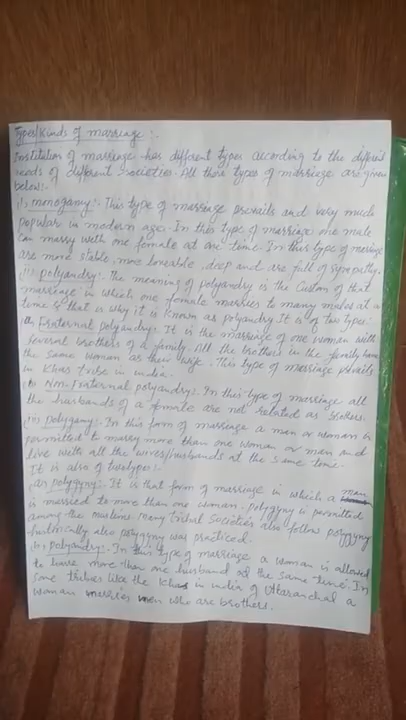 Types/Kinds of marriage :-
Institution of marriage has different types according to the different
needs of different societies. All these types of marriage are given
below:-
(i) monogamy:- This type of marriage prevails and very much
popular in modern age. In this type of marriage one male
can marry with one female at one time. In this type of marriage
are more stable, more loveable, deep and are full of sympathy.
(ii) polyandry:- The meaning of polyandry is the custom of that
marriage in which one female marries to many males at a
time & that is why it is known as polyandry It is of two types:
Fraternal polyandry:- It is the marriage of one woman with
several brothers of a family. All the brothers in the family have
the same woman as their wife. This type of marriage prevails
in Khas tribe in india.
(b) Non-Fraternal polyandry:- In this type of marriage all
the husbands of a female are not related as brothers.
(iii) polygamy:- In this form of marriage a man or woman is
permitted to marry more than one woman or man and
live with all the wives/husbands at the same time.
It is also of two types:-
(a) polygyny:- It is that form of marriage in which a man
is married to more than one woman. polygyny is permitted
among the muslims. many tribal societies also follow polygyny
historically also polygyny was practiced.
(b) polyandry:- In this type of marriage a woman is allowed
to have more than one husband at the same time. In
some tribes like the Khas in india of Uttaranchal a
woman marries men who are brothers.